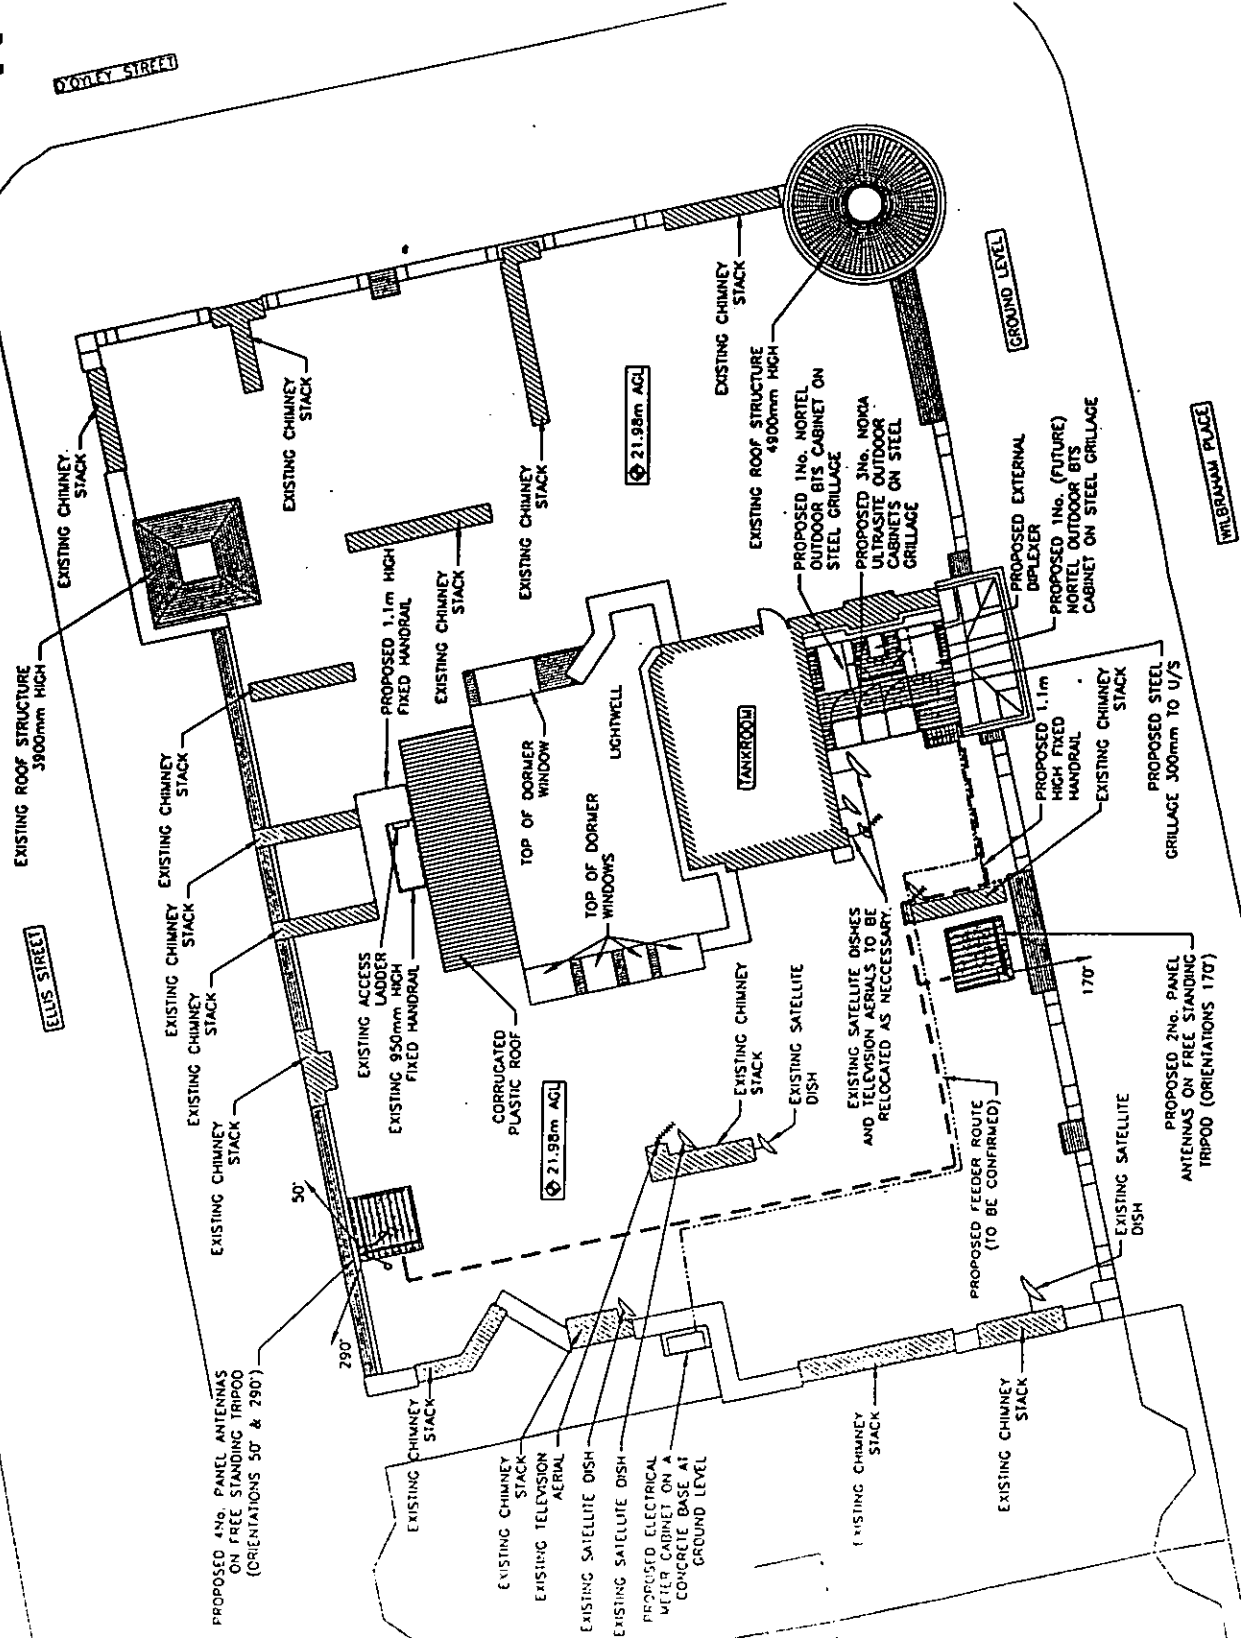 D'OYLEY STREET
ELLIS STREET
WILBRAHAM PLACE
GROUND LEVEL
EXISTING ROOF STRUCTURE
3900mm HIGH
EXISTING CHIMNEY
STACK
EXISTING CHIMNEY
STACK
EXISTING CHIMNEY
STACK
EXISTING CHIMNEY
STACK
EXISTING ROOF STRUCTURE
4900mm HIGH
21.98m AGL
EXISTING CHIMNEY
STACK
PROPOSED 1.1m HIGH
FIXED HANDRAIL
EXISTING CHIMNEY
STACK
EXISTING CHIMNEY
STACK
EXISTING CHIMNEY
STACK
EXISTING CHIMNEY
STACK
EXISTING ACCESS
LADDER
EXISTING 950mm HIGH
FIXED HANDRAIL
CORRUGATED
PLASTIC ROOF
TOP OF DORMER
WINDOW
TOP OF DORMER
WINDOWS
LIGHTWELL
TANKROOM
PROPOSED 1No. NORTEL
OUTDOOR BTS CABINET ON
STEEL GRILLAGE
PROPOSED 3No. NOKIA
ULTRASITE OUTDOOR
CABINETS ON STEEL
GRILLAGE
PROPOSED EXTERNAL
DIPLEXER
PROPOSED 1No. (FUTURE)
NORTEL OUTDOOR BTS
CABINET ON STEEL GRILLAGE
PROPOSED 1.1m
HIGH FIXED
HANDRAIL
EXISTING CHIMNEY
STACK
PROPOSED STEEL
GRILLAGE 300mm TO U/S
21.98m AGL
EXISTING CHIMNEY
STACK
EXISTING SATELLITE
DISH
EXISTING SATELLITE DISHES
AND TELEVISION AERIALS TO BE
RELOCATED AS NECCESSARY.
PROPOSED FEEDER ROUTE
(TO BE CONFIRMED)
170°
PROPOSED 2No. PANEL
ANTENNAS ON FREE STANDING
TRIPOD (ORIENTATIONS 170°)
EXISTING SATELLITE
DISH
50°
290°
PROPOSED 4No. PANEL ANTENNAS
ON FREE STANDING TRIPOD
(ORIENTATIONS 50° & 290°)
EXISTING CHIMNEY
STACK
EXISTING CHIMNEY
STACK
EXISTING TELEVISION
AERIAL
EXISTING SATELLITE DISH
EXISTING SATELLITE DISH
PROPOSED ELECTRICAL
METER CABINET ON A
CONCRETE BASE AT
GROUND LEVEL
EXISTING CHIMNEY
STACK
EXISTING CHIMNEY
STACK